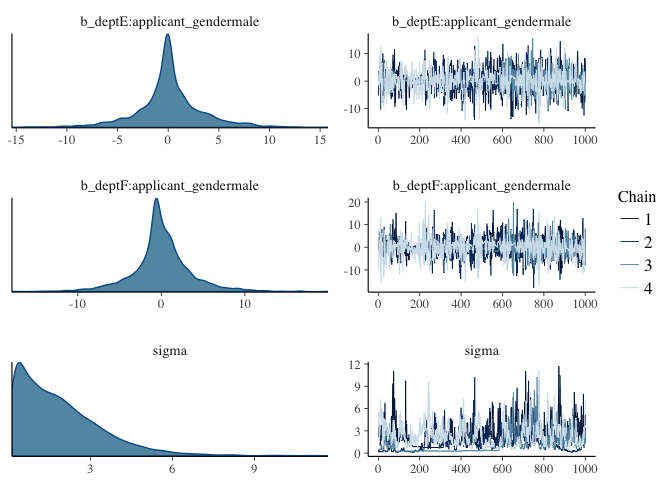 b_deptE:applicant_gendermale
-15 -10 -5 0 5 10 15
b_deptE:applicant_gendermale
10
0
-10
0 200 400 600 800 1000
b_deptF:applicant_gendermale
-10 0 10
b_deptF:applicant_gendermale
20
10
0
-10
0 200 400 600 800 1000
sigma
3 6 9
sigma
12
9
6
3
0
0 200 400 600 800 1000
Chain
1
2
3
4